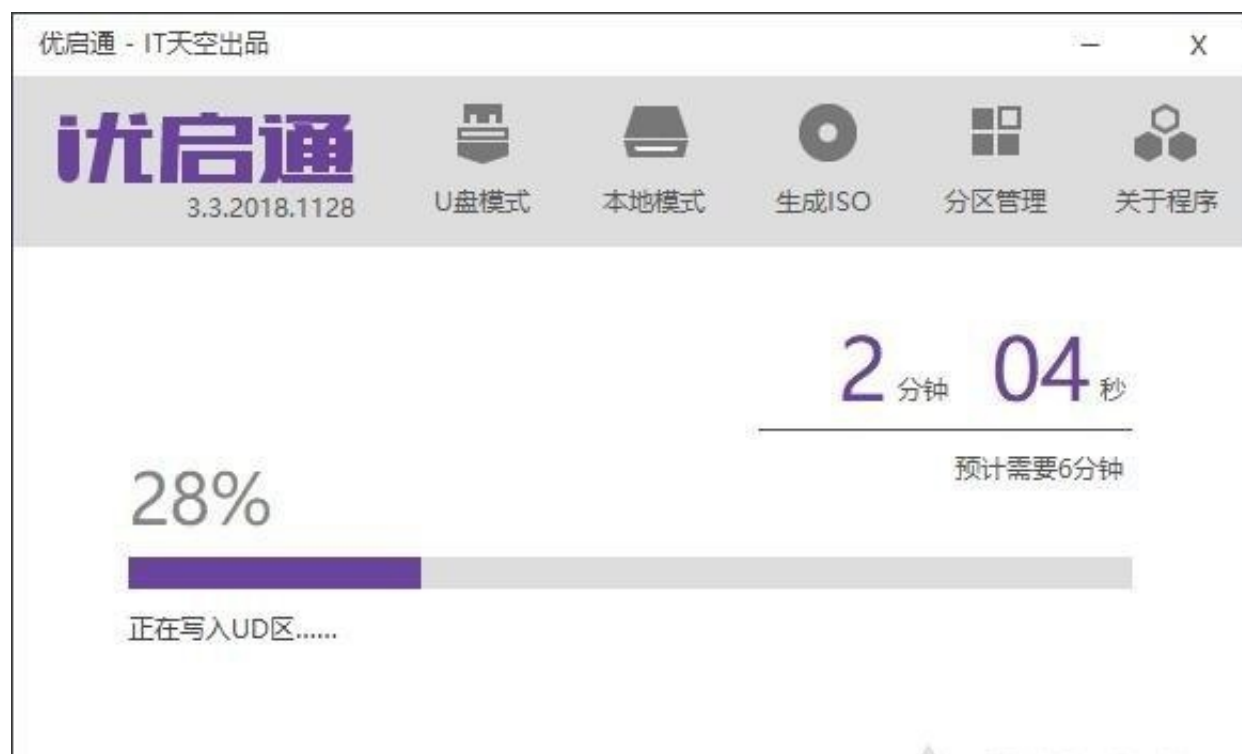 优启通 - IT天空出品
— X
i优启通
3.3.2018.1128
U盘模式 本地模式 生成ISO 分区管理 关于程序
2 分钟 04 秒
预计需要6分钟
28%
正在写入UD区......